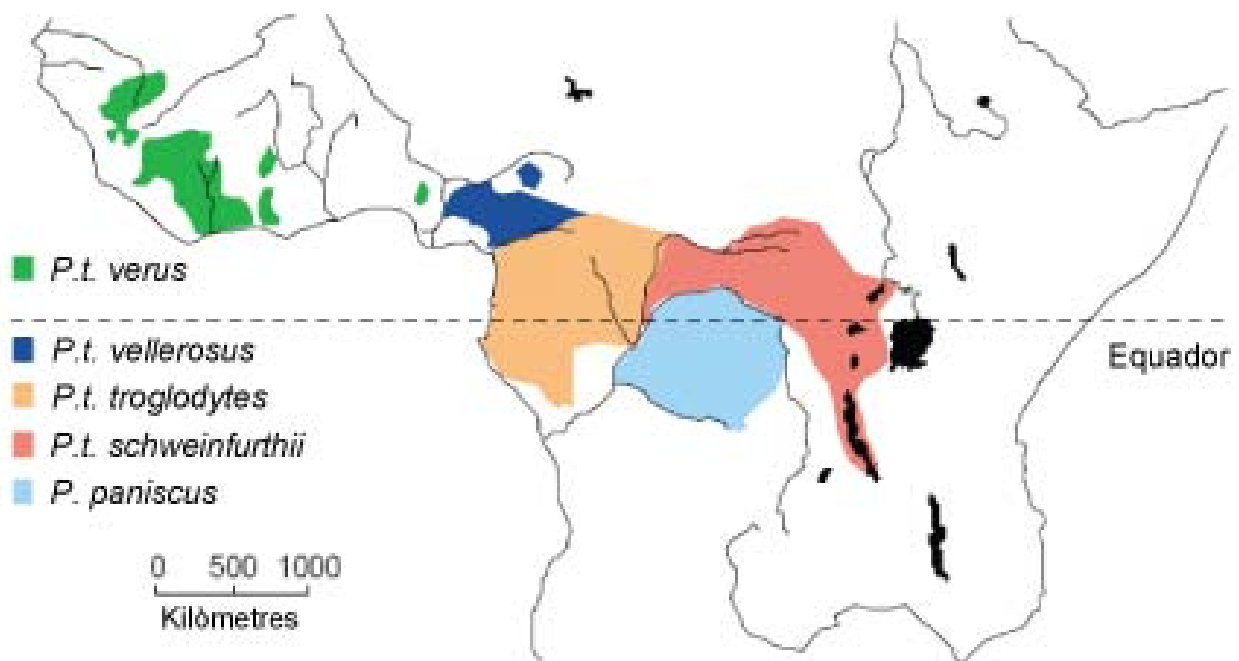 P.t. verus
P.t. vellerosus
Equador
P.t. troglodytes
P.t. schweinfurthii
P. paniscus
0 500 1000
Kilòmetres